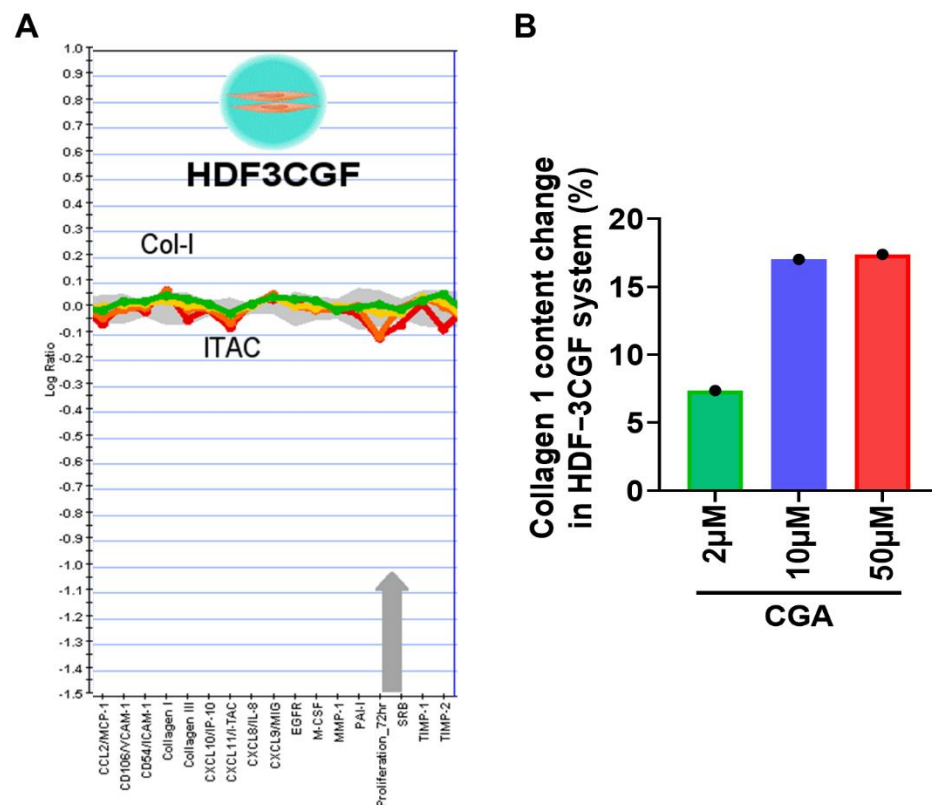 A
1.0
0.9
0.8
0.7
0.6
0.5
0.4
0.3
0.2
0.1
0.0
-0.1
-0.2
-0.3
-0.4
-0.5
-0.6
-0.7
-0.8
-0.9
-1.0
-1.1
-1.2
-1.3
-1.4
-1.5
Log Ratio
HDF3CGF
Col-I
ITAC
CCL2/MCP-1
CD106/VCAM-1
CD54/ICAM-1
Collagen I
Collagen III
CXCL10/IP-10
CXCL11/I-TAC
CXCL8/IL-8
CXCL9/MIG
EGFR
M-CSF
MMP-1
PAI-I
Proliferation_72hr
SRB
TIMP-1
TIMP-2
B
Collagen 1 content change
in HDF-3CGF system (%)
20
15
10
5
0
2μM
10μM
50μM
CGA